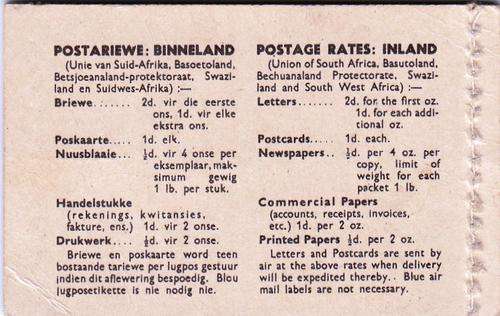 POSTARIEWE: BINNELAND
(Unie van Suid-Afrika, Basoetoland,
Betsjoeanaland-protektoraat, Swazi-
land en Suidwes-Afrika) :—
Briewe....... 2d. vir die eerste
ons, 1d. vir elke
ekstra ons.
Poskaarte.... 1d. elk.
Nuusblaaie... ½d. vir 4 onse per
eksemplaar, mak-
simum gewig
1 lb. per stuk.
Handelstukke
(rekenings, kwitansies,
fakture, ens.) 1d. vir 2 onse.
Drukwerk.... ½d. vir 2 onse.
Briewe en poskaarte word teen
bostaande tariewe per lugpos gestuur
indien dit aflewering bespoedig. Blou
lugposetikette is nie nodig nie.
POSTAGE RATES: INLAND
(Union of South Africa, Basutoland,
Bechuanaland Protectorate, Swazi-
land and South West Africa) :—
Letters....... 2d. for the first oz.
1d. for each addi-
tional oz.
Postcards..... 1d. each.
Newspapers.. ½d. per 4 oz. per
copy, limit of
weight for each
packet 1 lb.
Commercial Papers
(accounts, receipts, invoices,
etc.) 1d. per 2 oz.
Printed Papers ½d. per 2 oz.
Letters and Postcards are sent by
air at the above rates when delivery
will be expedited thereby.. Blue air
mail labels are not necessary.